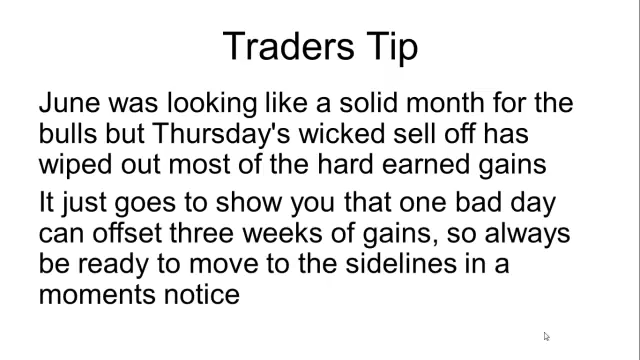 Traders Tip
June was looking like a solid month for the
bulls but Thursday's wicked sell off has
wiped out most of the hard earned gains
It just goes to show you that one bad day
can offset three weeks of gains, so always
be ready to move to the sidelines in a
moments notice